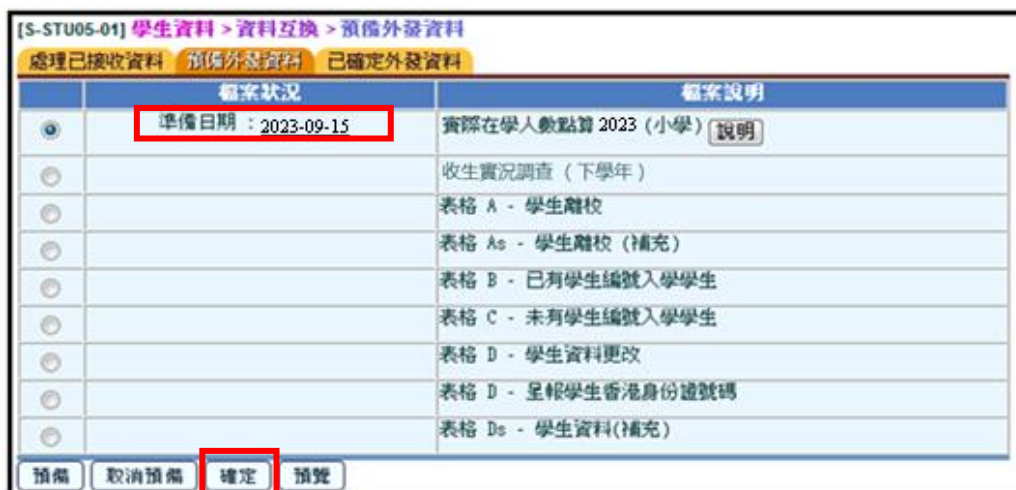 [S-STU05-01] 學生資料 > 資料互換 > 預備外發資料
處理已接收資料 預備外發資料 已確定外發資料
檔案狀況 檔案說明
準備日期 : 2023-09-15 實際在學人數點算 2023 (小學) 說明
收生實況調查 ( 下學年 )
表格 A - 學生離校
表格 As - 學生離校 (補充)
表格 B - 已有學生編號入學學生
表格 C - 未有學生編號入學學生
表格 D - 學生資料更改
表格 D - 呈報學生香港身份證號碼
表格 Ds - 學生資料(補充)
預備 取消預備 確定 預覽